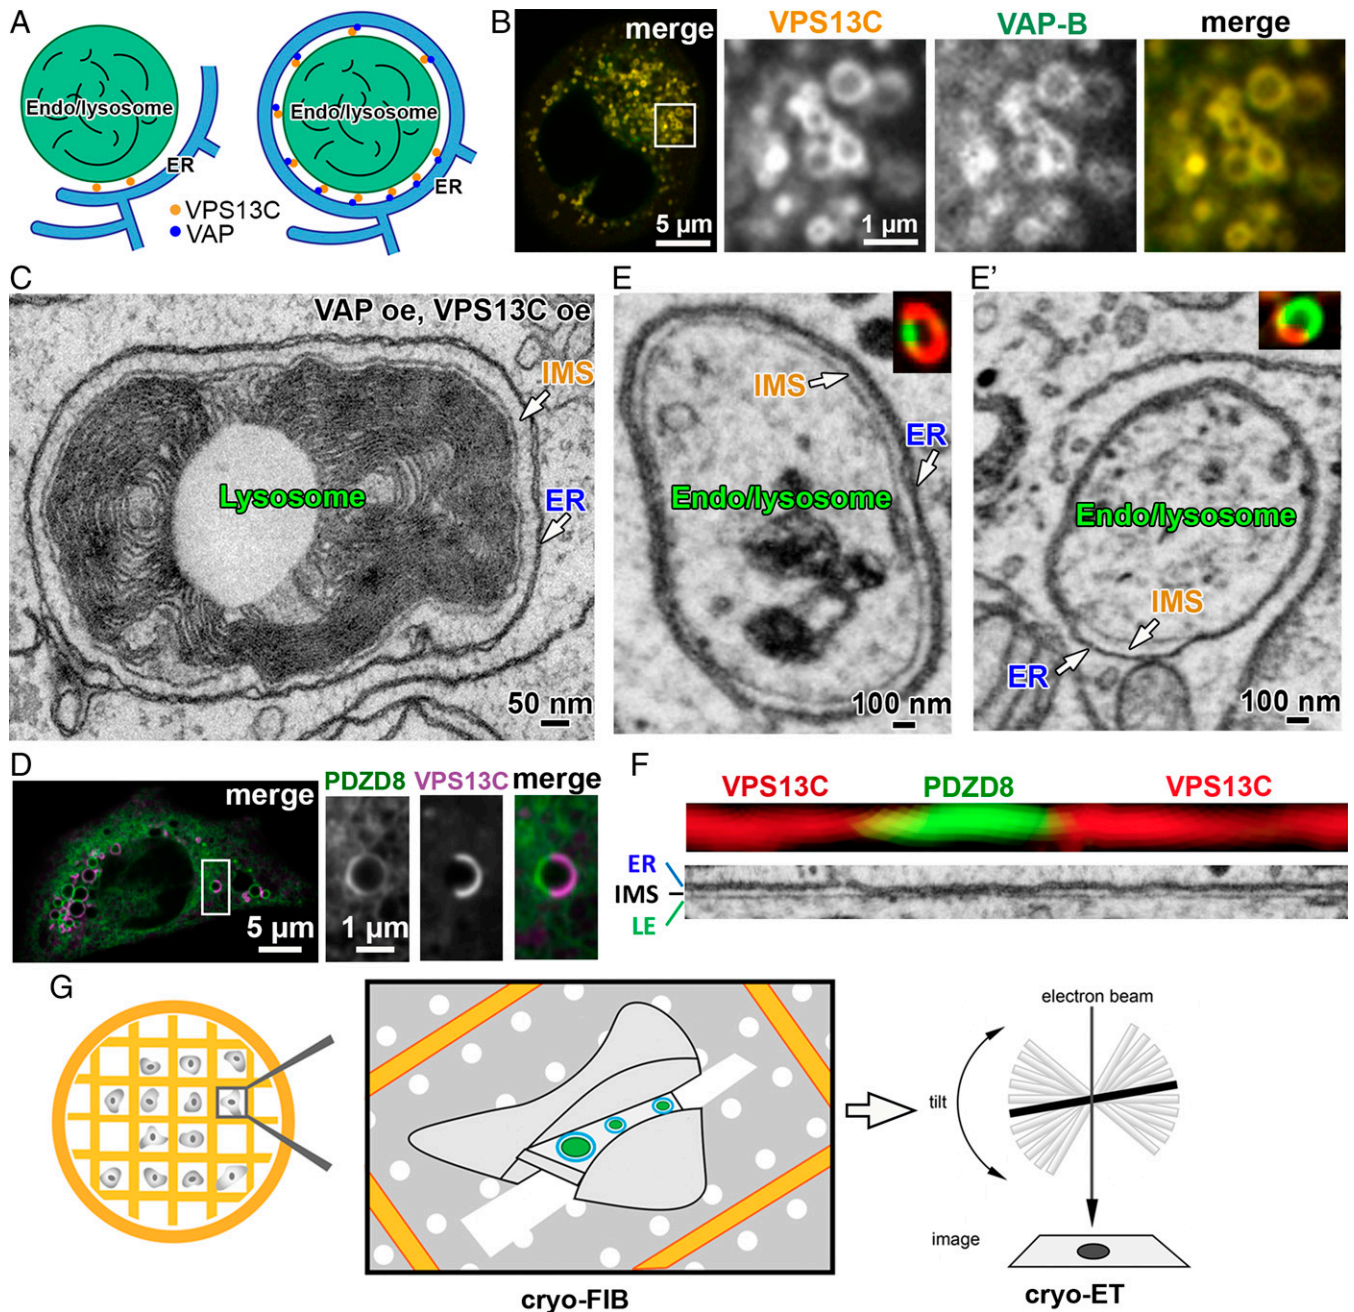 A
Endo/lysosome
ER
Endo/lysosome
ER
VPS13C
VAP
B
merge
5 µm
VPS13C
1 µm
VAP-B
merge
C
VAP oe, VPS13C oe
IMS
Lysosome
ER
50 nm
E
IMS
ER
Endo/lysosome
100 nm
E'
Endo/lysosome
IMS
ER
100 nm
D
merge
5 µm
PDZD8
1 µm
VPS13C
merge
F
VPS13C
PDZD8
VPS13C
ER
IMS
LE
G
cryo-FIB
electron beam
tilt
image
cryo-ET